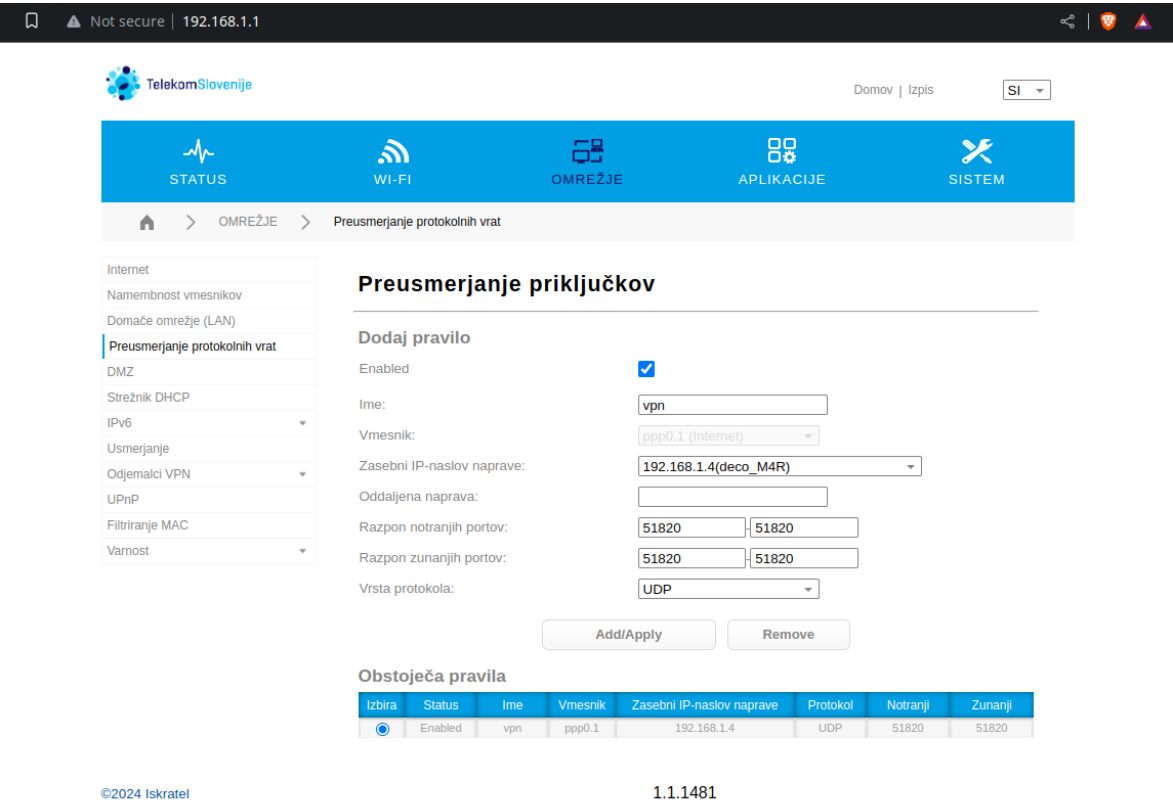 Not secure 192.168.1.1
TelekomSlovenije
Domov | Izpis SI
STATUS WI-FI OMREŽJE APLIKACIJE SISTEM
OMREŽJE Preusmerjanje protokolnih vrat
Internet
Namembnost vmesnikov
Domače omrežje (LAN)
Preusmerjanje protokolnih vrat
DMZ
Strežnik DHCP
IPv6
Usmerjanje
Odjemalci VPN
UPnP
Filtriranje MAC
Varnost
Preusmerjanje priključkov
Dodaj pravilo
Enabled
Ime: vpn
Vmesnik: ppp0.1 (Internet)
Zasebni IP-naslov naprave: 192.168.1.4(deco_M4R)
Oddaljena naprava:
Razpon notranjih portov: 51820 - 51820
Razpon zunanjih portov: 51820 - 51820
Vrsta protokola: UDP
Add/Apply Remove
Obstoječa pravila
Izbira Status Ime Vmesnik Zasebni IP-naslov naprave Protokol Notranji Zunanji
Enabled vpn ppp0.1 192.168.1.4 UDP 51820 51820
©2024 Iskratel 1.1.1481